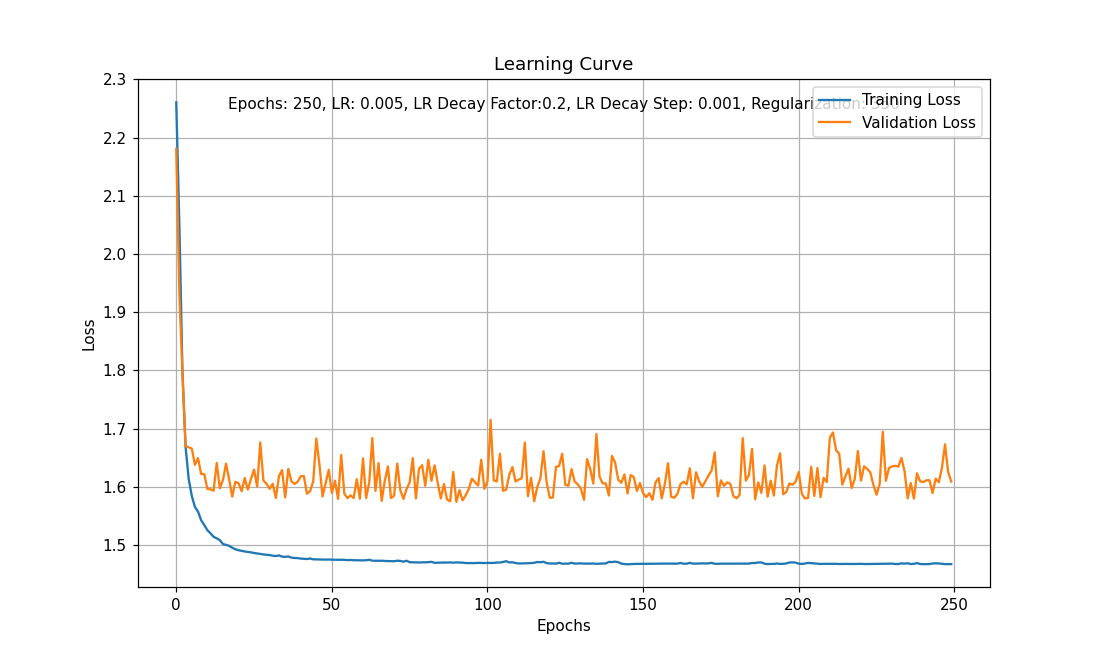 Learning Curve
2.3
2.2
2.1
2.0
1.9
1.8
1.7
1.6
1.5
Loss
Epochs: 250, LR: 0.005, LR Decay Factor:0.2, LR Decay Step: 0.001, Regularization:
Training Loss
Validation Loss
0 50 100 150 200 250
Epochs